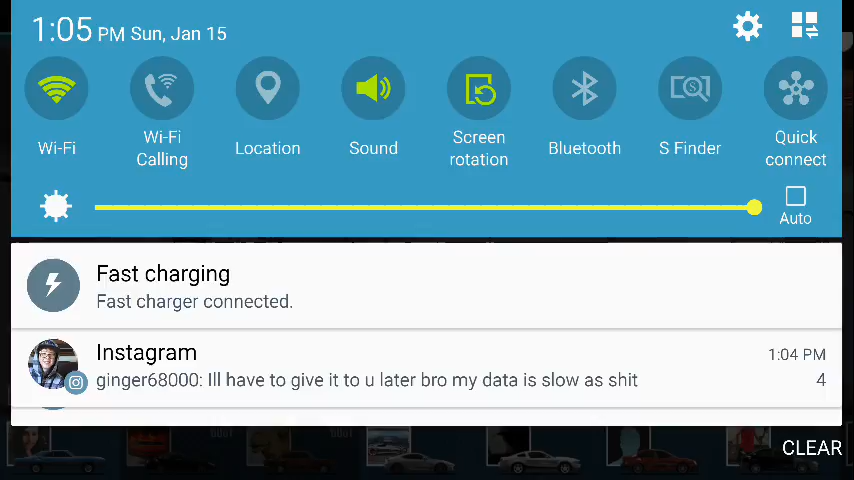 1:05 PM Sun, Jan 15
Wi-Fi
Wi-Fi
Calling
Location
Sound
Screen
rotation
Bluetooth
S Finder
Quick
connect
Auto
Fast charging
Fast charger connected.
Instagram
1:04 PM
ginger68000: Ill have to give it to u later bro my data is slow as shit
4
CLEAR